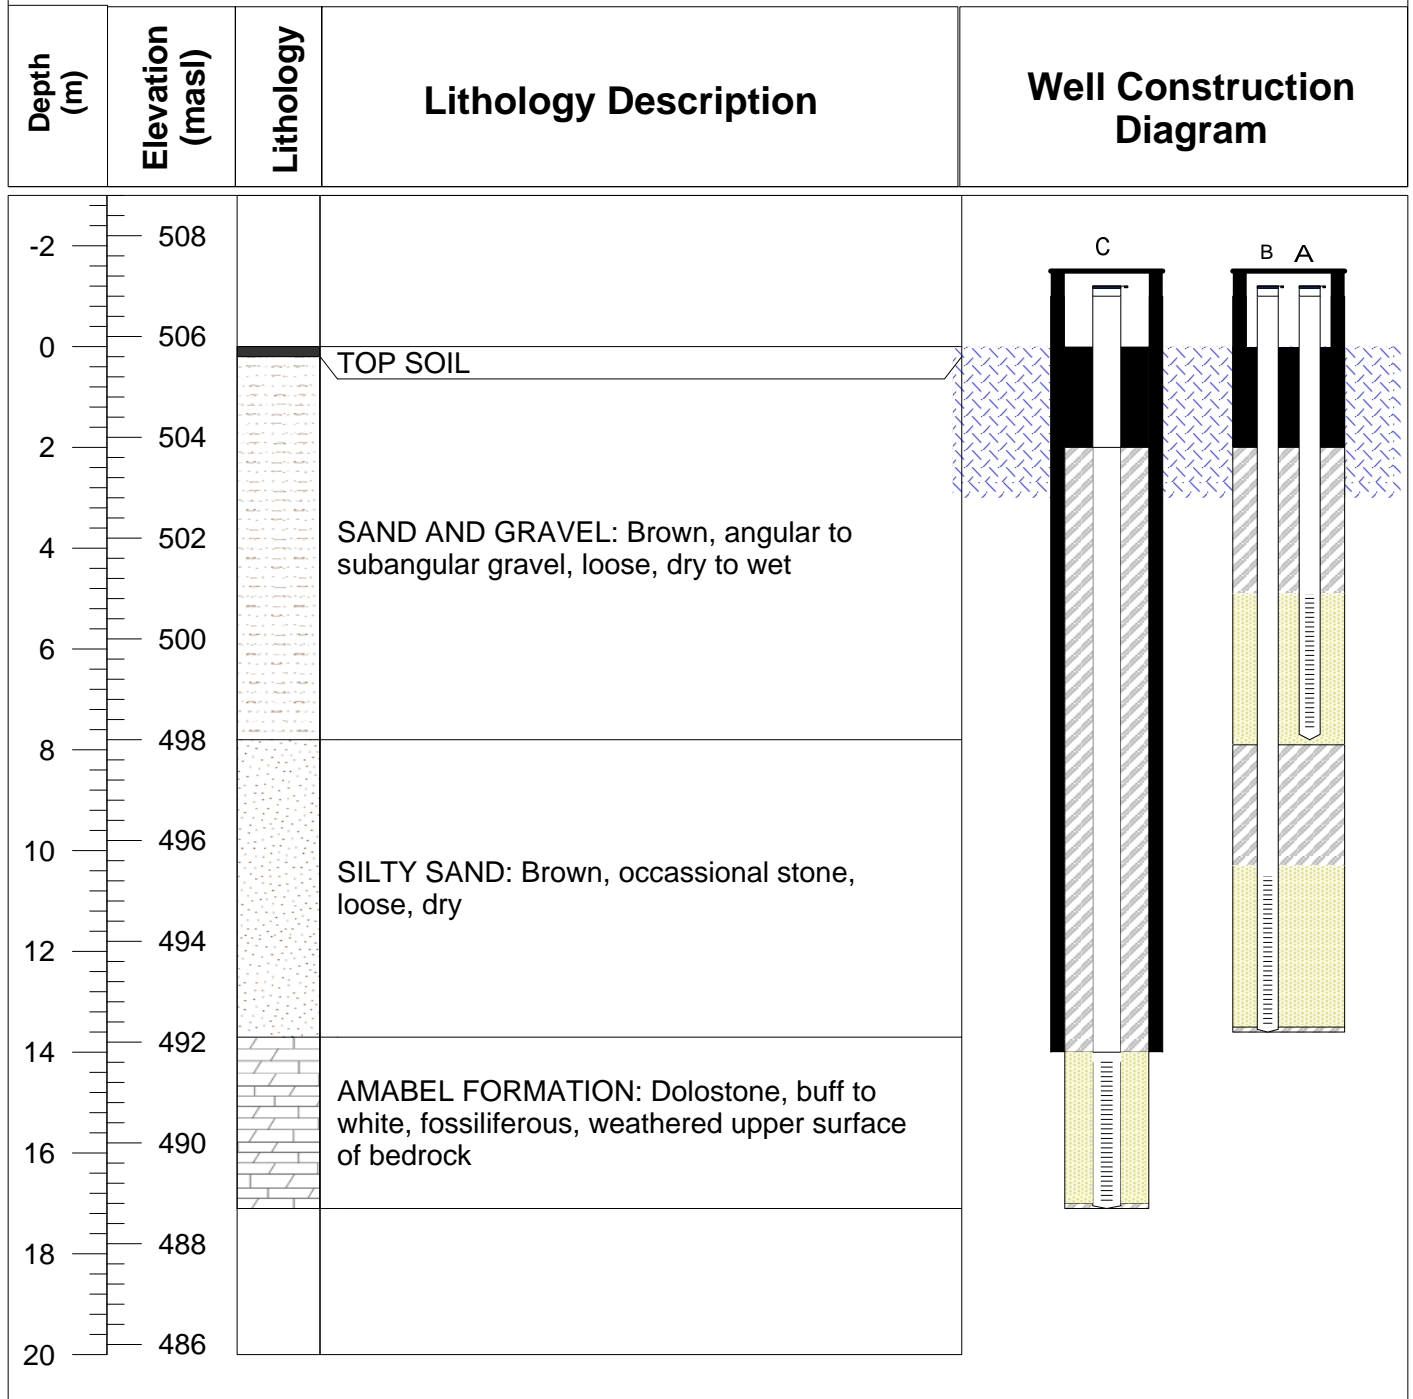 Depth
(m)
Elevation
(masl)
Lithology
Lithology Description
Well Construction
Diagram
-2
0
2
4
6
8
10
12
14
16
18
20
508
506
504
502
500
498
496
494
492
490
488
486
TOP SOIL
SAND AND GRAVEL: Brown, angular to
subangular gravel, loose, dry to wet
SILTY SAND: Brown, occassional stone,
loose, dry
AMABEL FORMATION: Dolostone, buff to
white, fossiliferous, weathered upper surface
of bedrock
C
B A